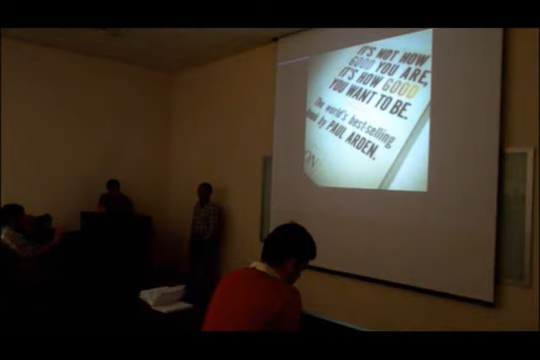 IT'S NOT HOW
GOOD YOU ARE,
IT'S HOW GOOD
YOU WANT TO BE.
The world's best-selling
book by PAUL ARDEN.